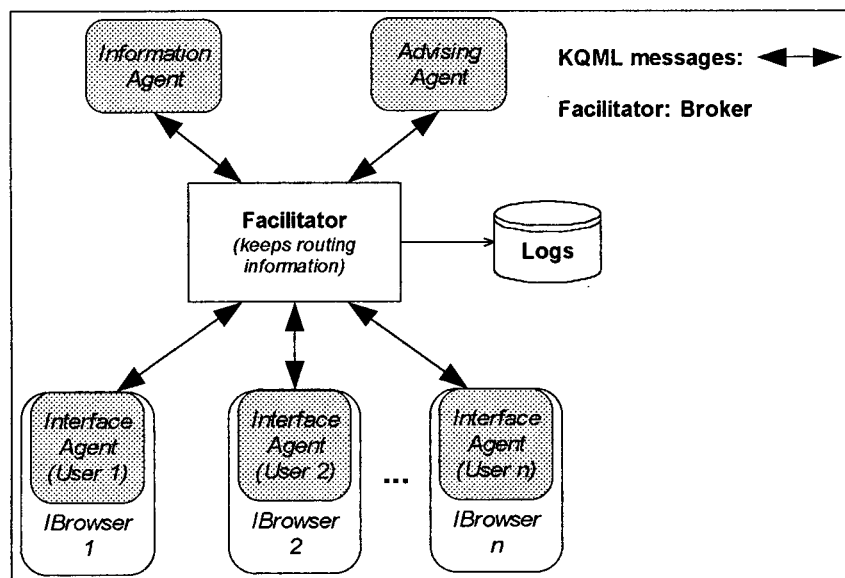 Information
Agent
Advising
Agent
KQML messages:
Facilitator: Broker
Facilitator
(keeps routing
information)
Logs
Interface
Agent
(User 1)
IBrowser
1
Interface
Agent
(User 2)
IBrowser
2
...
Interface
Agent
(User n)
IBrowser
n